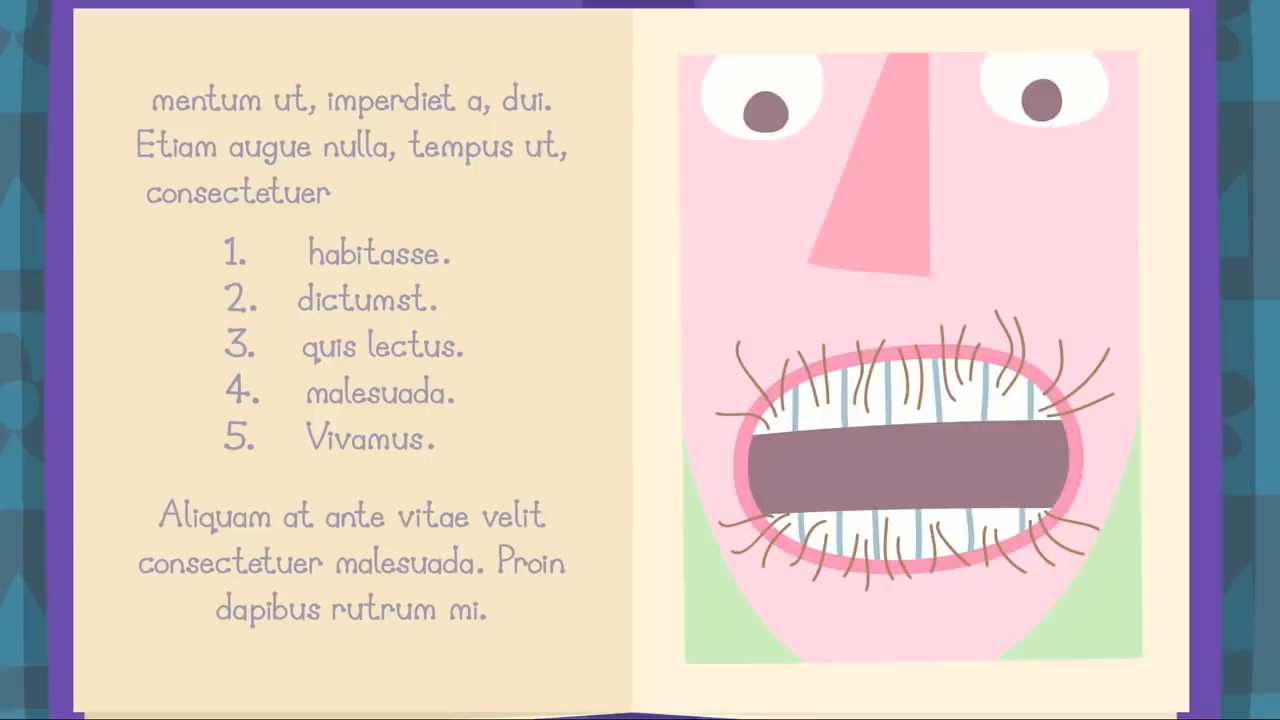 mentum ut, imperdiet a, dui.
Etiam augue nulla, tempus ut,
consectetuer
1. habitasse.
2. dictumst.
3. quis lectus.
4. malesuada.
5. Vivamus.
Aliquam at ante vitae velit
consectetuer malesuada. Proin
dapibus rutrum mi.